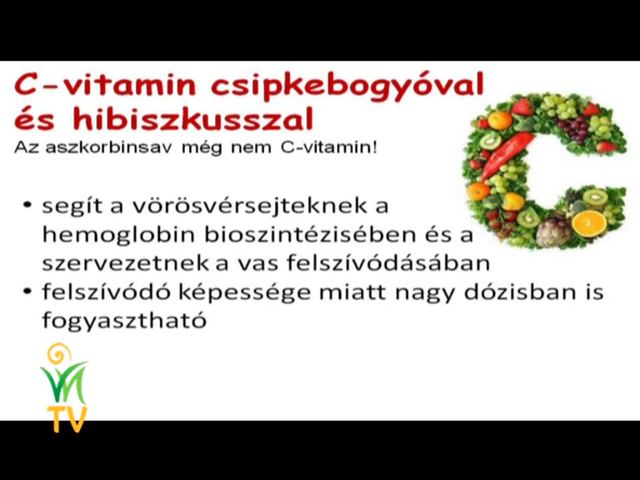 C-vitamin csipkebogyóval
és hibiszkusszal
Az aszkorbinsav még nem C-vitamin!
• segít a vörösvérsejteknek a
hemoglobin bioszintézisében és a
szervezetnek a vas felszívódásában
• felszívódó képessége miatt nagy dózisban is
fogyasztható
TV